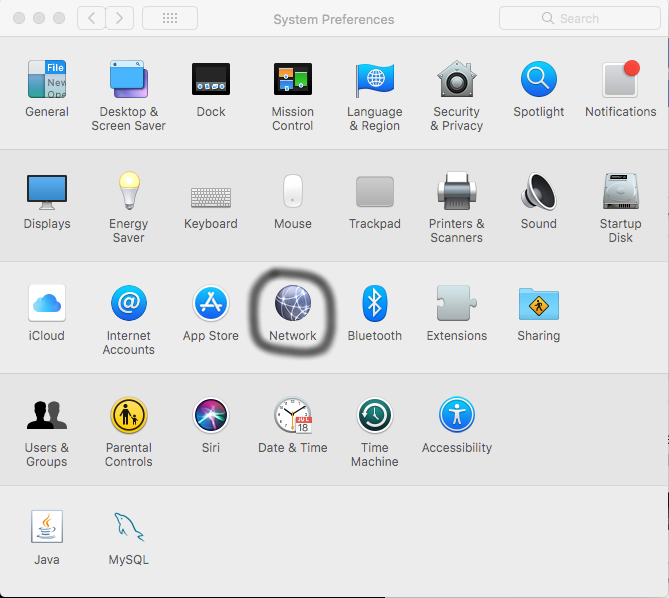 System Preferences
Search
File
New
Ope
General
Desktop &
Screen Saver
Dock
Mission
Control
Language
& Region
Security
& Privacy
Spotlight
Notifications
Displays
Energy
Saver
Keyboard
Mouse
Trackpad
Printers &
Scanners
Sound
Startup
Disk
iCloud
@
Internet
Accounts
App Store
Network
Bluetooth
Extensions
Sharing
Users &
Groups
Parental
Controls
Siri
JUL
18
Date & Time
Time
Machine
Accessibility
Java
MySQL